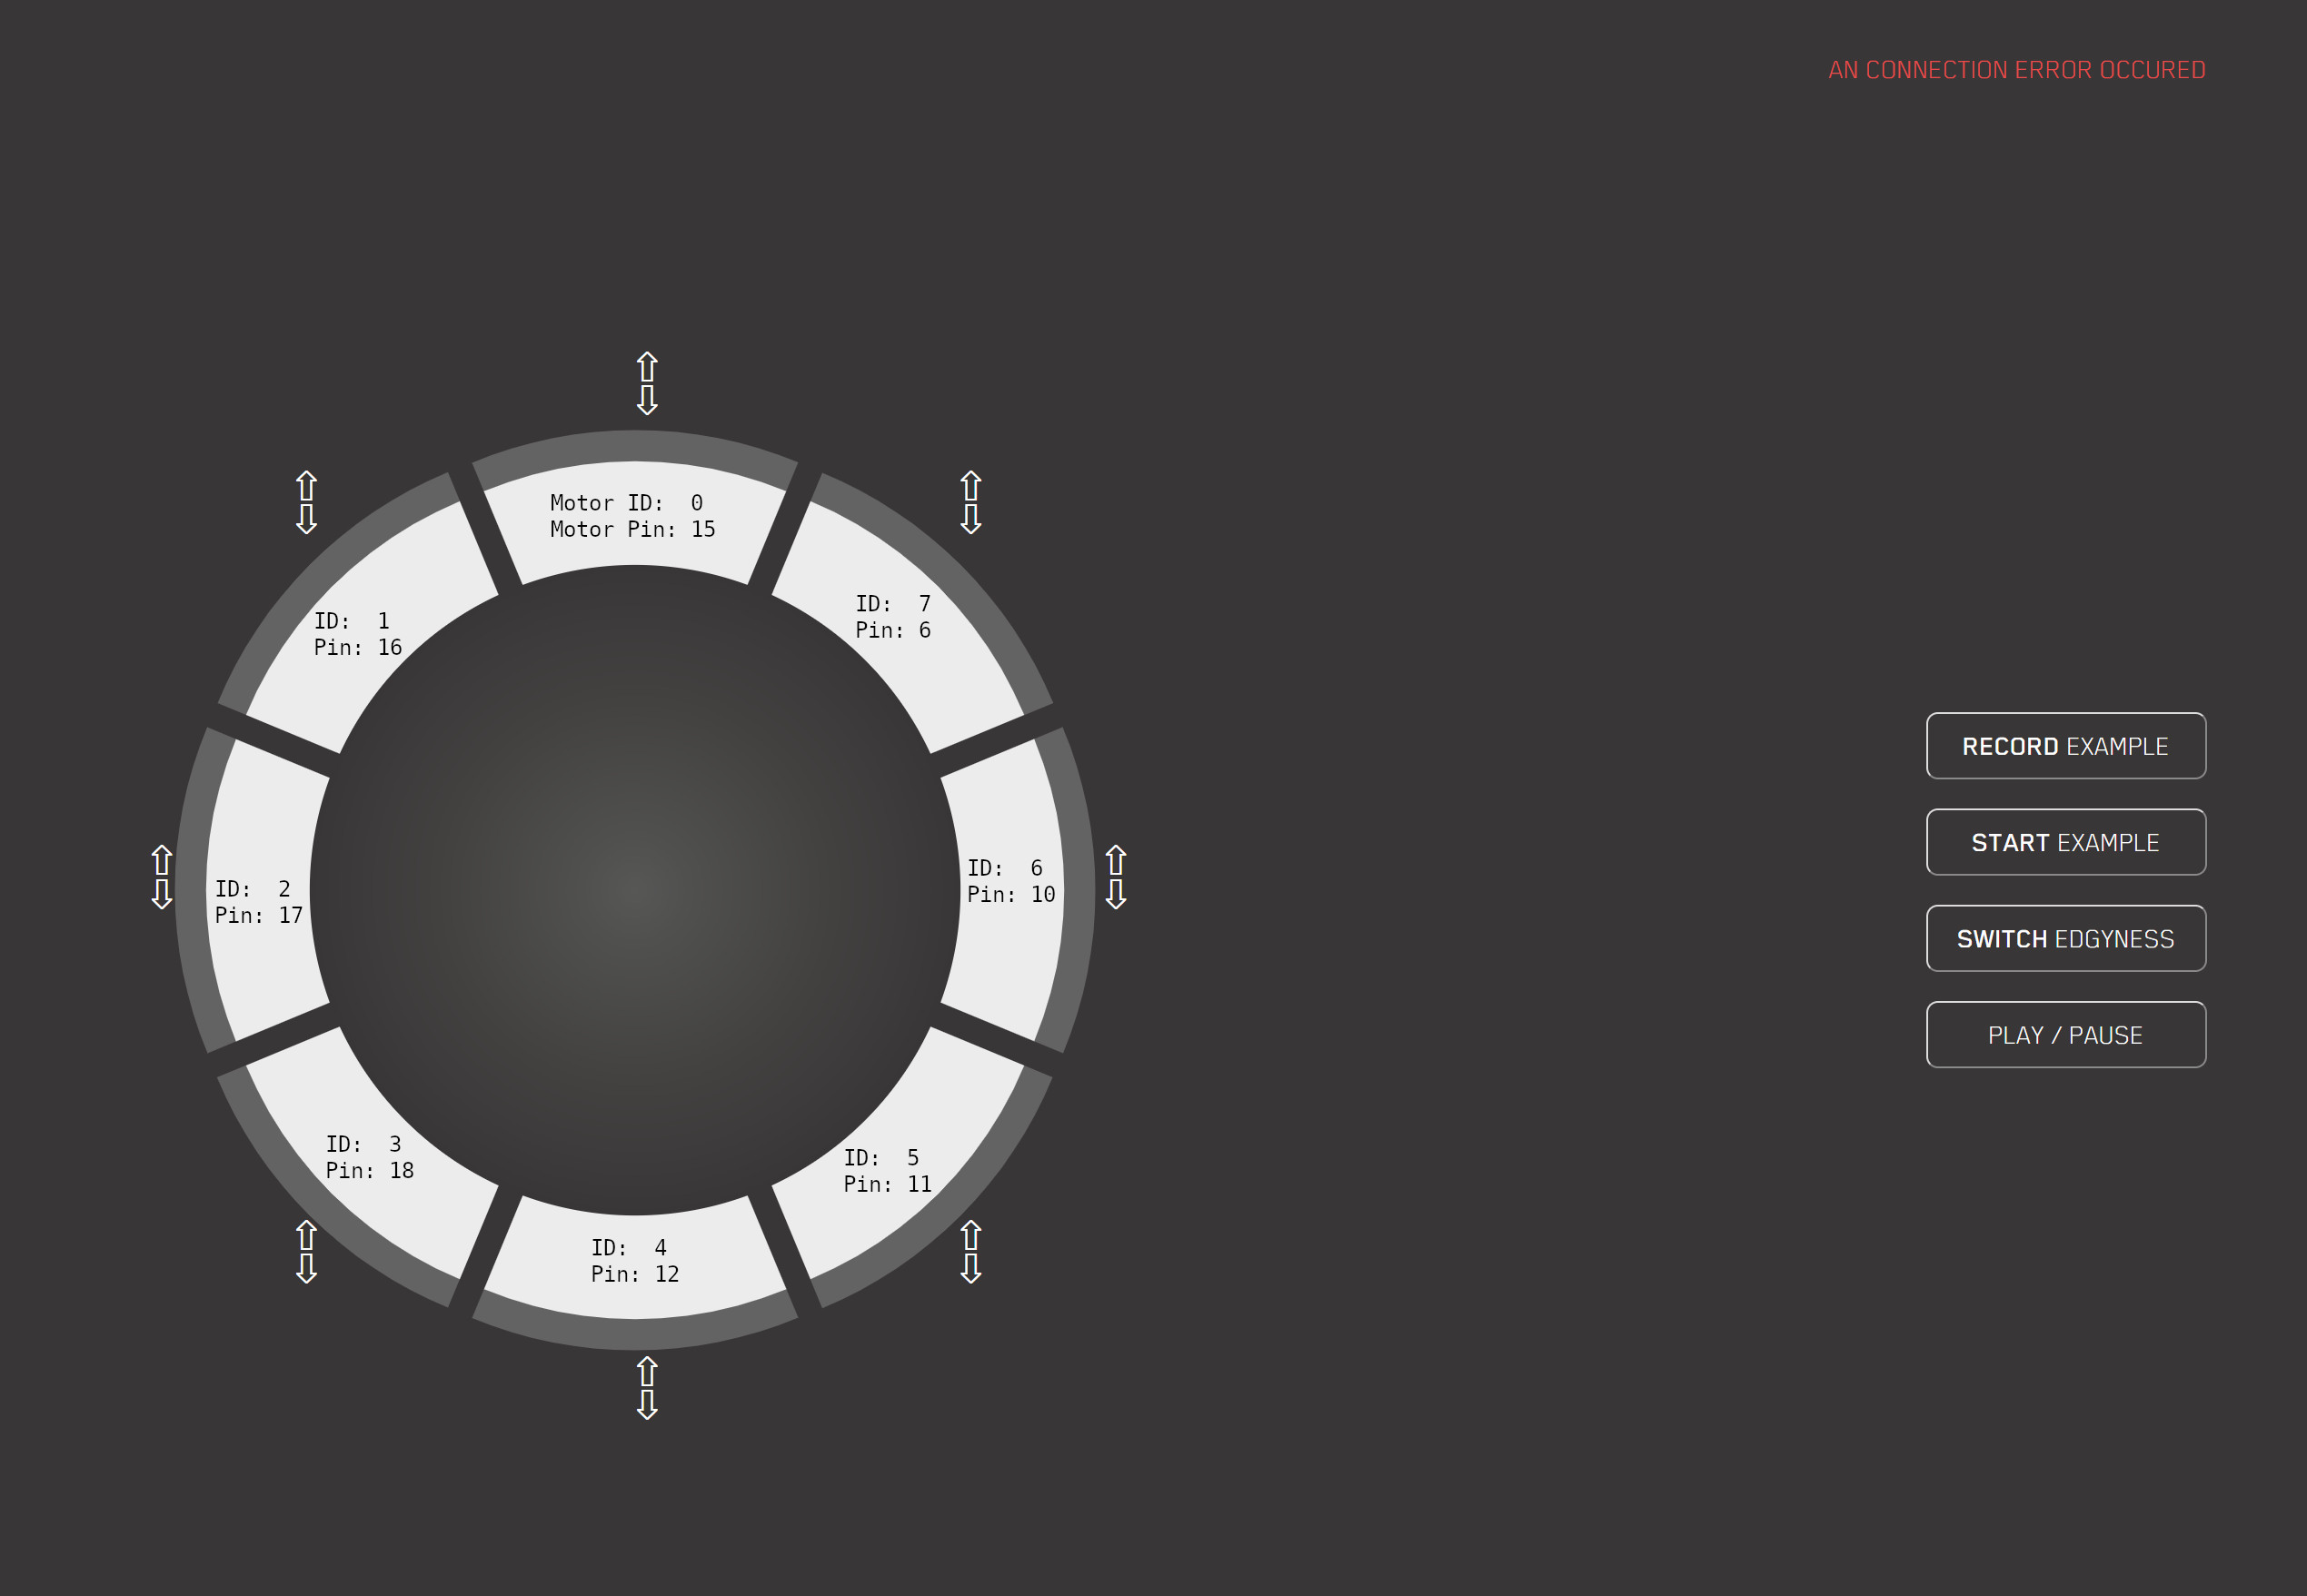 AN CONNECTION ERROR OCCURED
Motor ID:  0
Motor Pin: 15
ID:  7
Pin: 6
ID:  1
Pin: 16
ID:  6
Pin: 10
ID:  2
Pin: 17
ID:  3
Pin: 18
ID:  5
Pin: 11
ID:  4
Pin: 12
RECORD EXAMPLE
START EXAMPLE
SWITCH EDGYNESS
PLAY / PAUSE